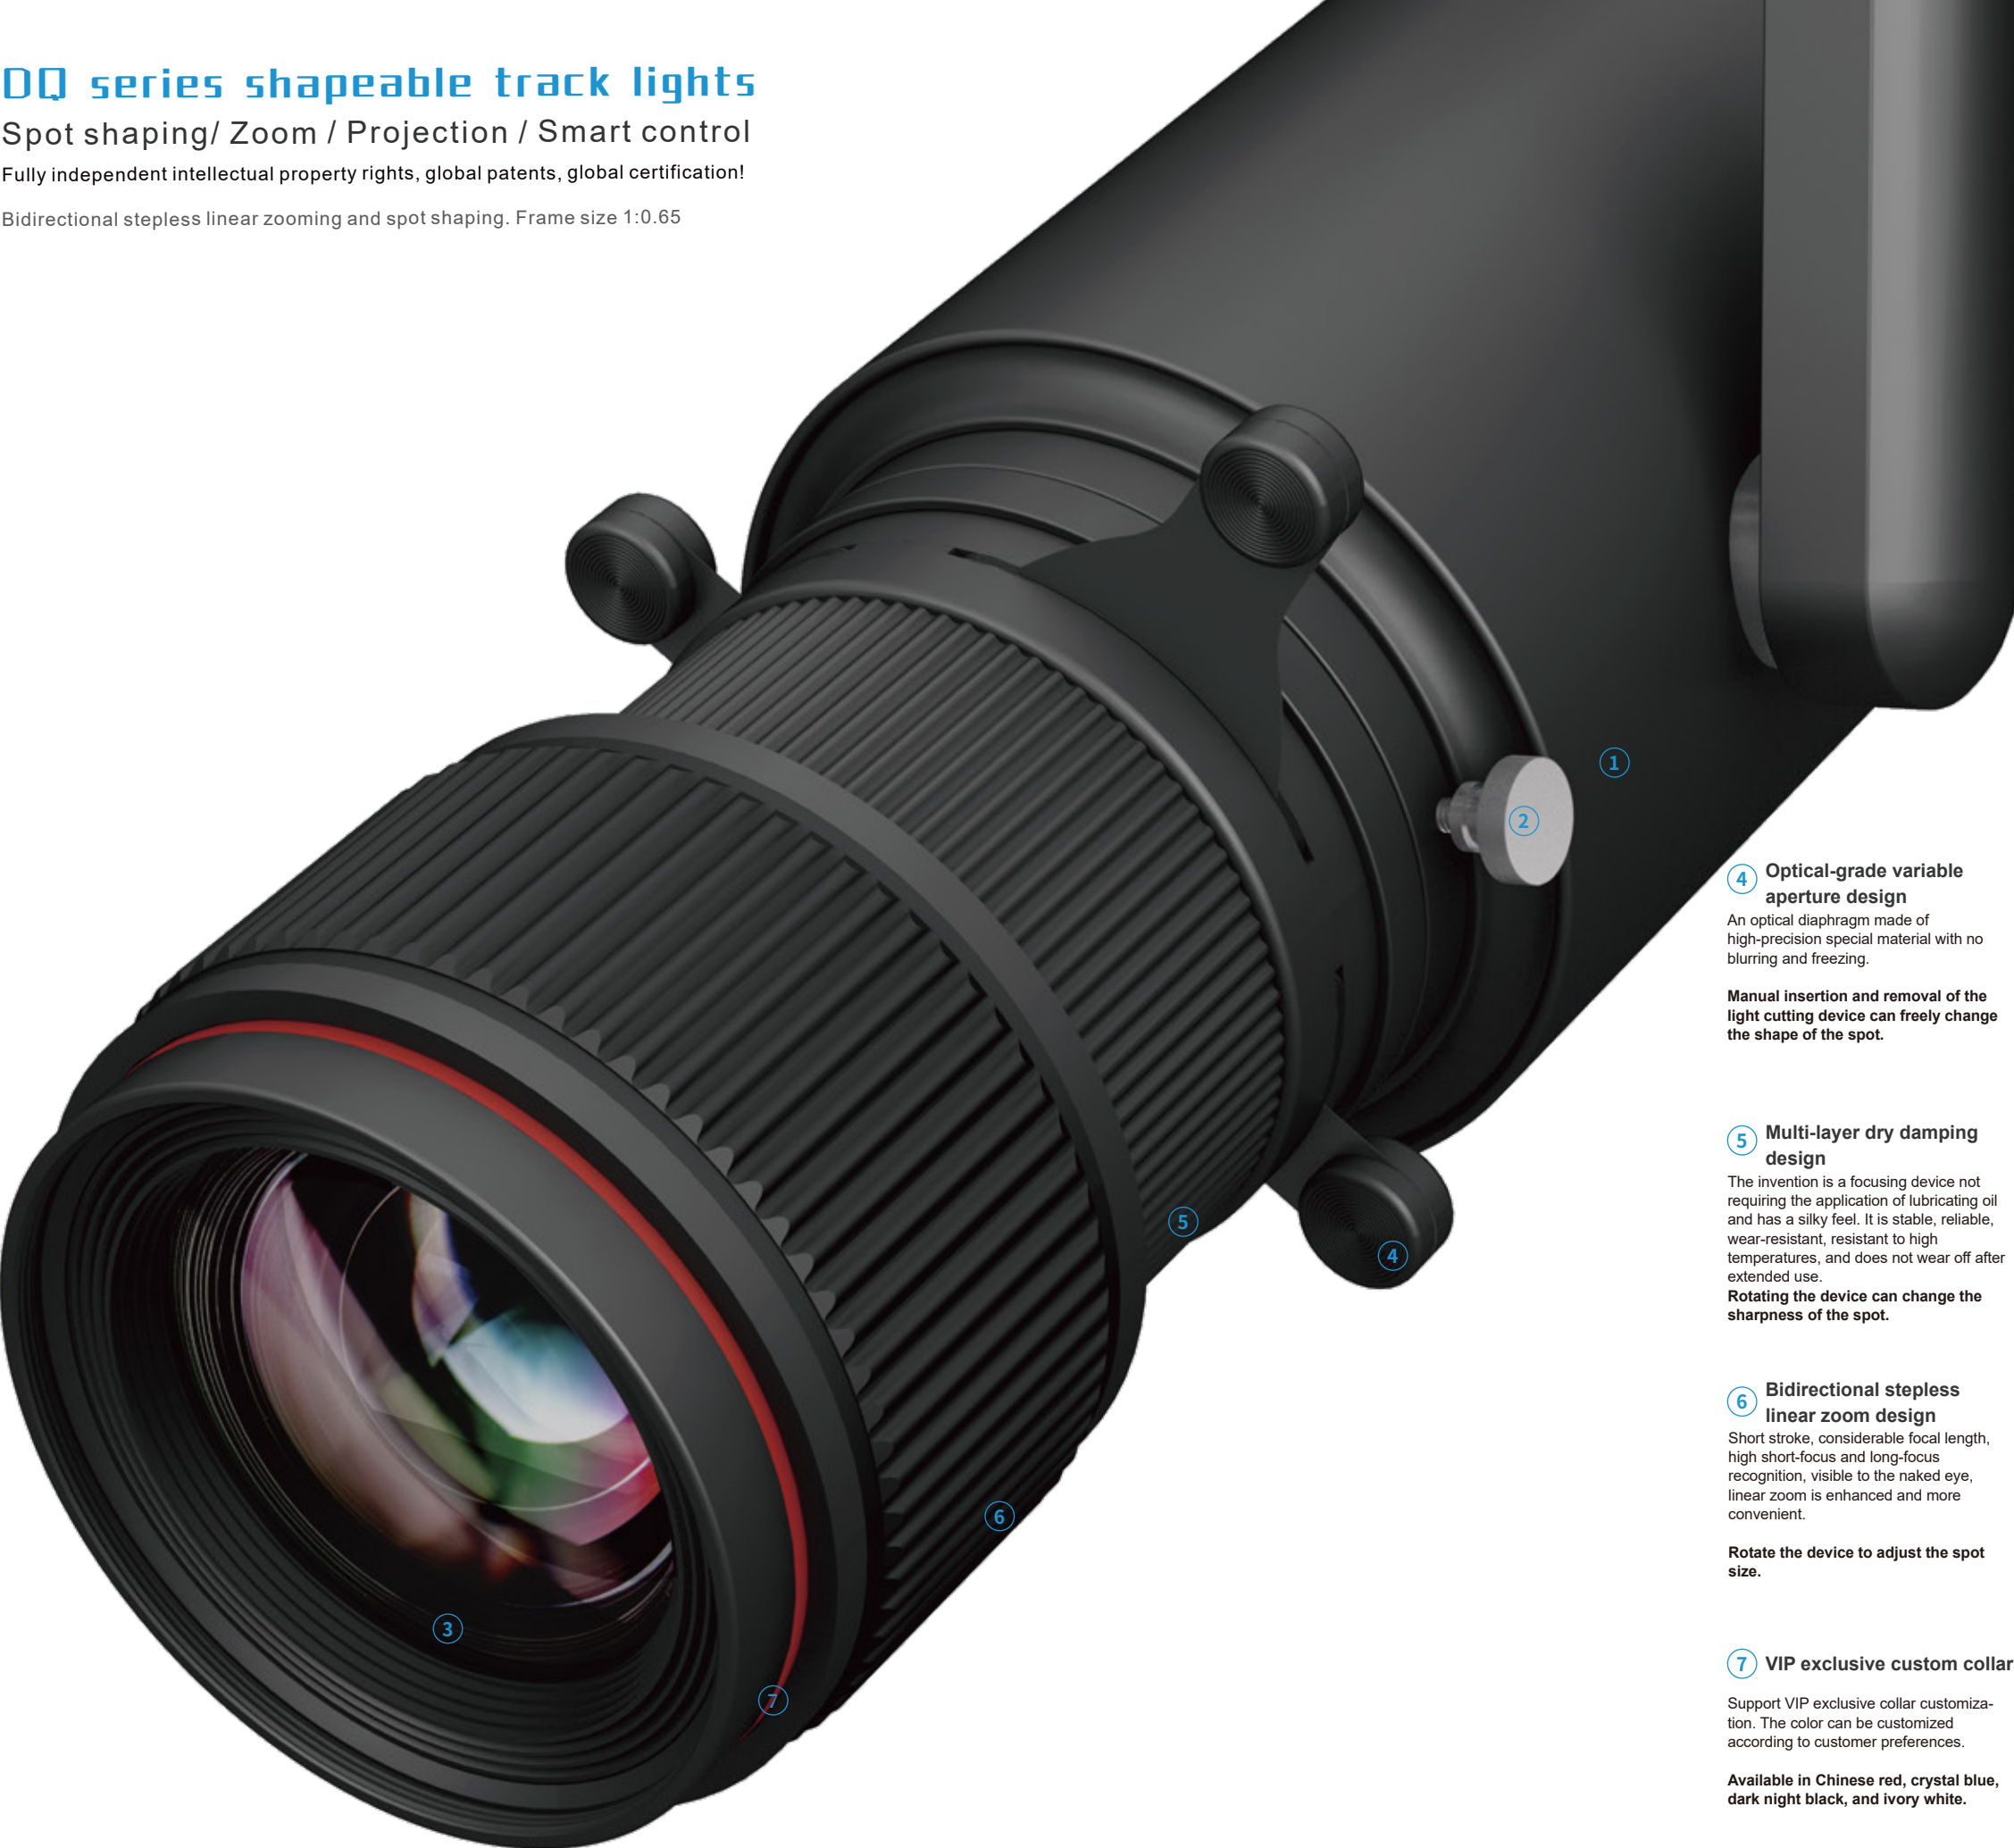 DQ series shapeable track lights
Spot shaping/ Zoom / Projection / Smart control
Fully independent intellectual property rights, global patents, global certification!
Bidirectional stepless linear zooming and spot shaping. Frame size 1:0.65
1
2
4 Optical-grade variable
aperture design
An optical diaphragm made of
high-precision special material with no
blurring and freezing.
Manual insertion and removal of the
light cutting device can freely change
the shape of the spot.
5 Multi-layer dry damping
design
The invention is a focusing device not
requiring the application of lubricating oil
and has a silky feel. It is stable, reliable,
wear-resistant, resistant to high
temperatures, and does not wear off after
extended use.
Rotating the device can change the
sharpness of the spot.
5
4
6 Bidirectional stepless
linear zoom design
Short stroke, considerable focal length,
high short-focus and long-focus
recognition, visible to the naked eye,
linear zoom is enhanced and more
convenient.
Rotate the device to adjust the spot
size.
6
3
7
7 VIP exclusive custom collar
Support VIP exclusive collar customiza-
tion. The color can be customized
according to customer preferences.
Available in Chinese red, crystal blue,
dark night black, and ivory white.